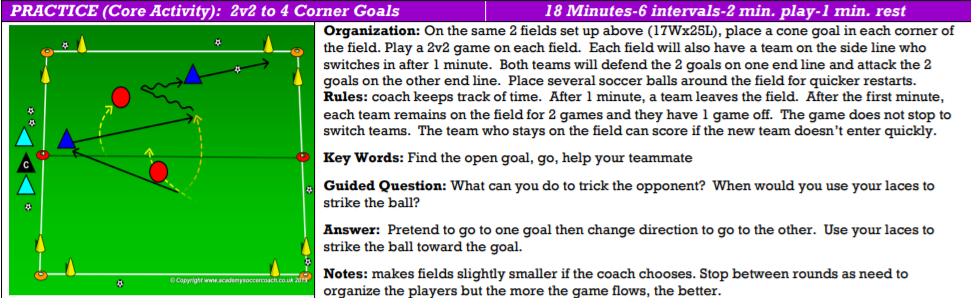 PRACTICE (Core Activity): 2v2 to 4 Corner Goals
18 Minutes-6 intervals-2 min. play-1 min. rest
Organization: On the same 2 fields set up above (17Wx25L), place a cone goal in each corner of
the field. Play a 2v2 game on each field. Each field will also have a team on the side line who
switches in after 1 minute. Both teams will defend the 2 goals on one end line and attack the 2
goals on the other end line. Place several soccer balls around the field for quicker restarts.
Rules: coach keeps track of time. After 1 minute, a team leaves the field. After the first minute,
each team remains on the field for 2 games and they have 1 game off. The game does not stop to
switch teams. The team who stays on the field can score if the new team doesn't enter quickly.
Key Words: Find the open goal, go, help your teammate
Guided Question: What can you do to trick the opponent? When would you use your laces to
strike the ball?
Answer: Pretend to go to one goal then change direction to go to the other. Use your laces to
strike the ball toward the goal.
Notes: makes fields slightly smaller if the coach chooses. Stop between rounds as need to
organize the players but the more the game flows, the better.
C
© Copyright www.academysoccercoach.co.uk